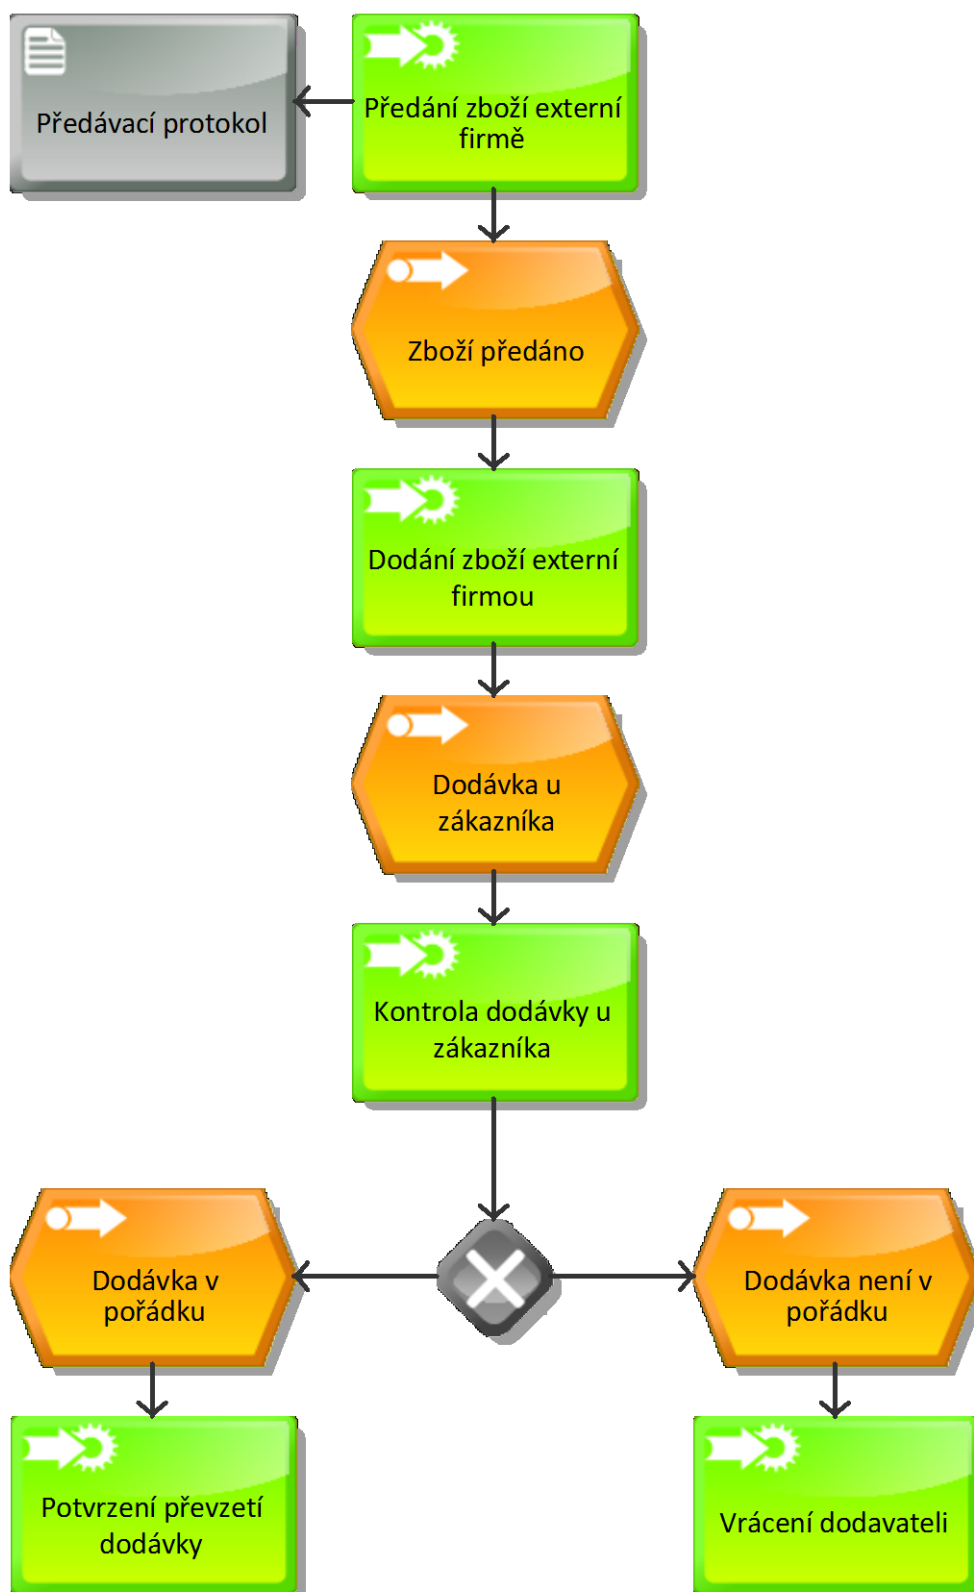 Předávací protokol
Předání zboží externí
firmě
Zboží předáno
Dodání zboží externí
firmou
Dodávka u
zákazníka
Kontrola dodávky u
zákazníka
Dodávka v
pořádku
Dodávka není v
pořádku
Potvrzení převzetí
dodávky
Vrácení dodavateli